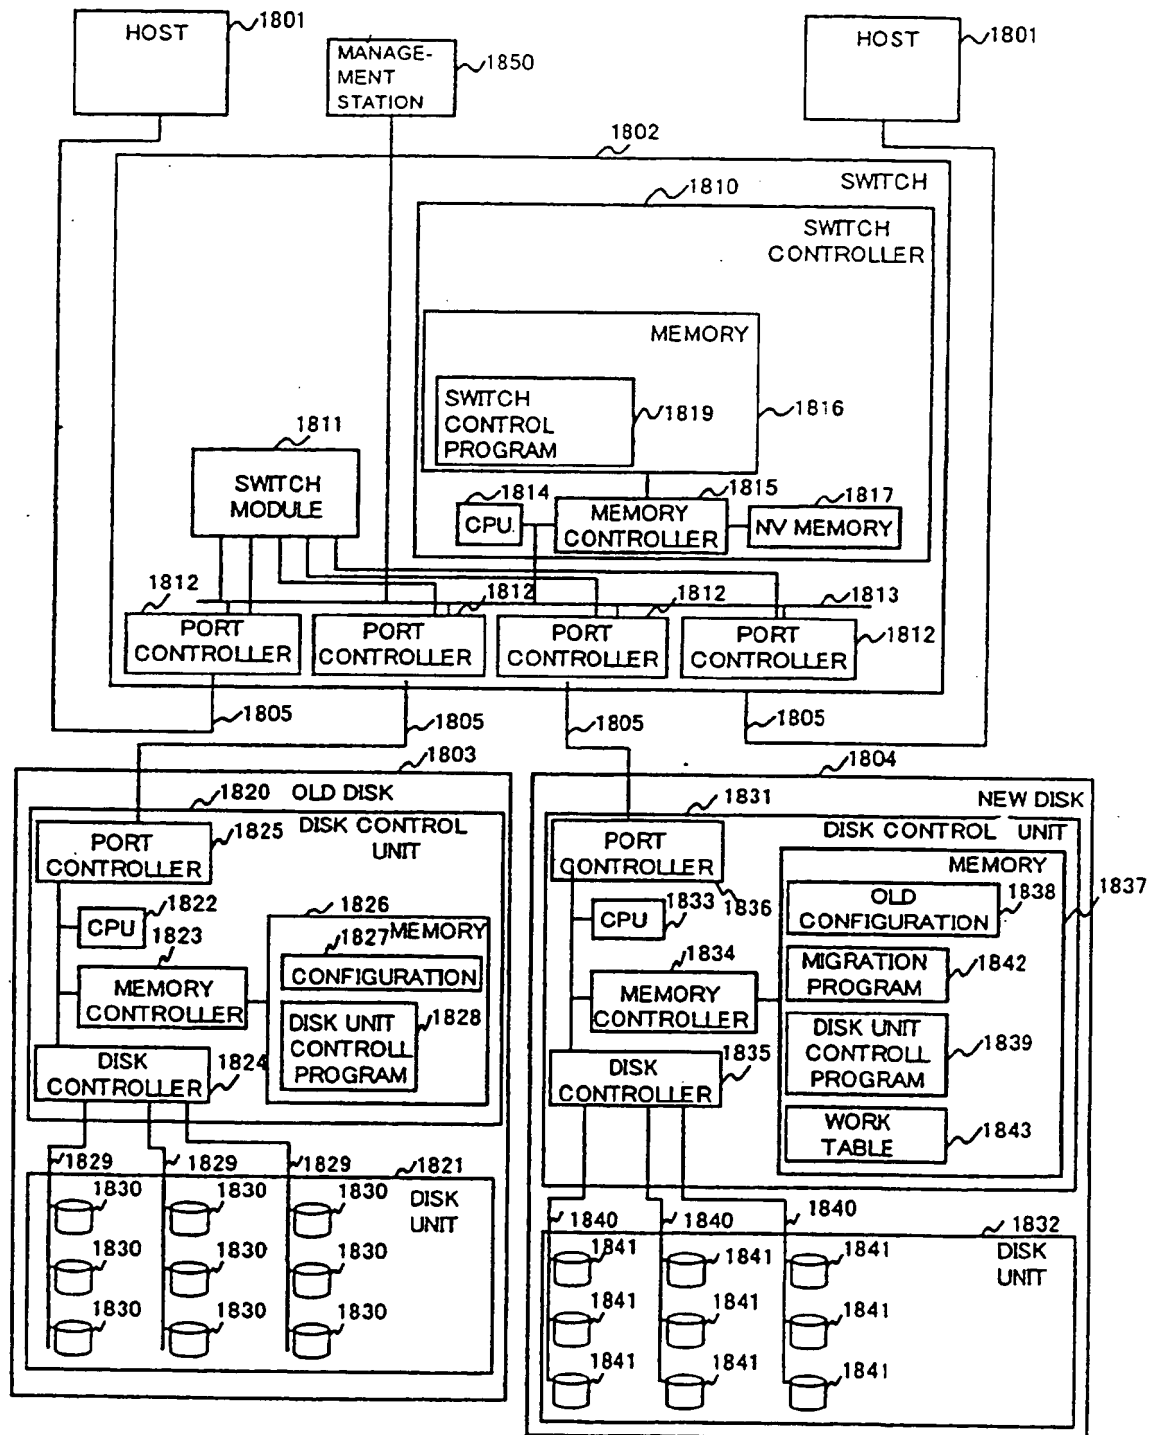 HOST
1801
MANAGE-
MENT
STATION
1850
HOST
1801
1802
SWITCH
1810
SWITCH
CONTROLLER
MEMORY
SWITCH
CONTROL
PROGRAM
1819
1816
1811
SWITCH
MODULE
1814
CPU
1815
MEMORY
CONTROLLER
1817
NV MEMORY
1812
1812
1812
1813
1812
PORT
CONTROLLER
PORT
CONTROLLER
PORT
CONTROLLER
PORT
CONTROLLER
1805
1805
1805
1805
1803
OLD DISK
1820
DISK CONTROL
UNIT
PORT
CONTROLLER
1825
CPU
1822
1823
MEMORY
CONTROLLER
1826
MEMORY
1827
CONFIGURATION
DISK UNIT
CONTROLL
PROGRAM
1828
DISK
CONTROLLER
1824
1829
1829
1829
1821
DISK
UNIT
1830
1830
1830
1830
1830
1830
1830
1830
1830
1804
NEW DISK
1831
DISK CONTROL UNIT
PORT
CONTROLLER
1836
MEMORY
1837
OLD
CONFIGURATION
1838
CPU
1833
1834
MEMORY
CONTROLLER
MIGRATION
PROGRAM
1842
DISK UNIT
CONTROLL
PROGRAM
1839
DISK
CONTROLLER
1835
WORK
TABLE
1843
1840
1840
1840
1832
DISK
UNIT
1841
1841
1841
1841
1841
1841
1841
1841
1841